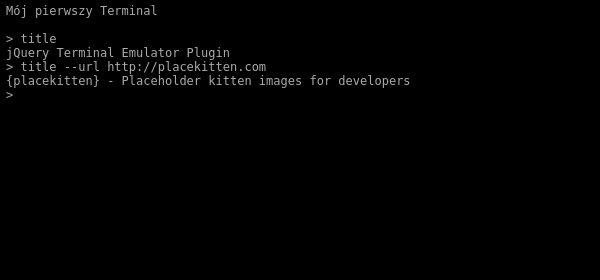 Mój pierwszy Terminal
> title
jQuery Terminal Emulator Plugin
> title --url http://placekitten.com
{placekitten} - Placeholder kitten images for developers
>